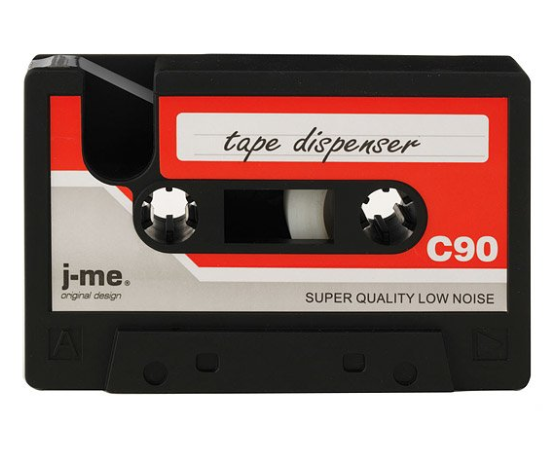 tape dispenser
C90
j-me®
original design
SUPER QUALITY LOW NOISE
A